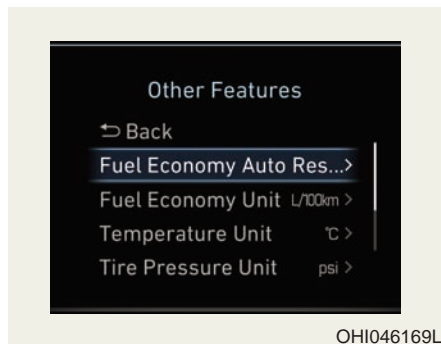 Other Features
⮌ Back
Fuel Economy Auto Res...>
Fuel Economy Unit L/100km >
Temperature Unit °C >
Tire Pressure Unit psi >
OHI046169L